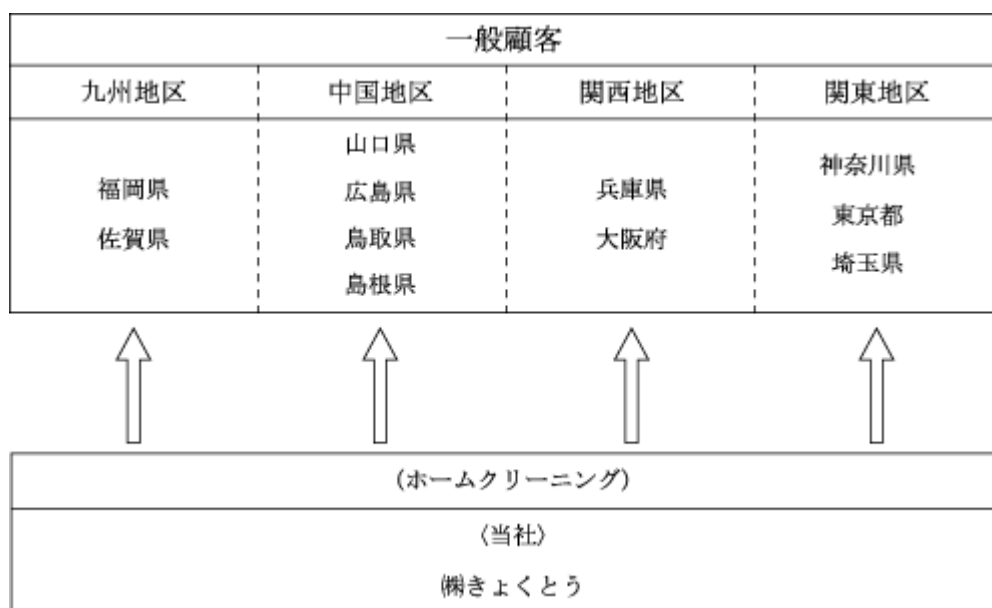 一般顧客
九州地区 中国地区 関西地区 関東地区
福岡県
佐賀県
山口県
広島県
鳥取県
島根県
兵庫県
大阪府
神奈川県
東京都
埼玉県
(ホームクリーニング)
〈当社〉
㈱きょくとう